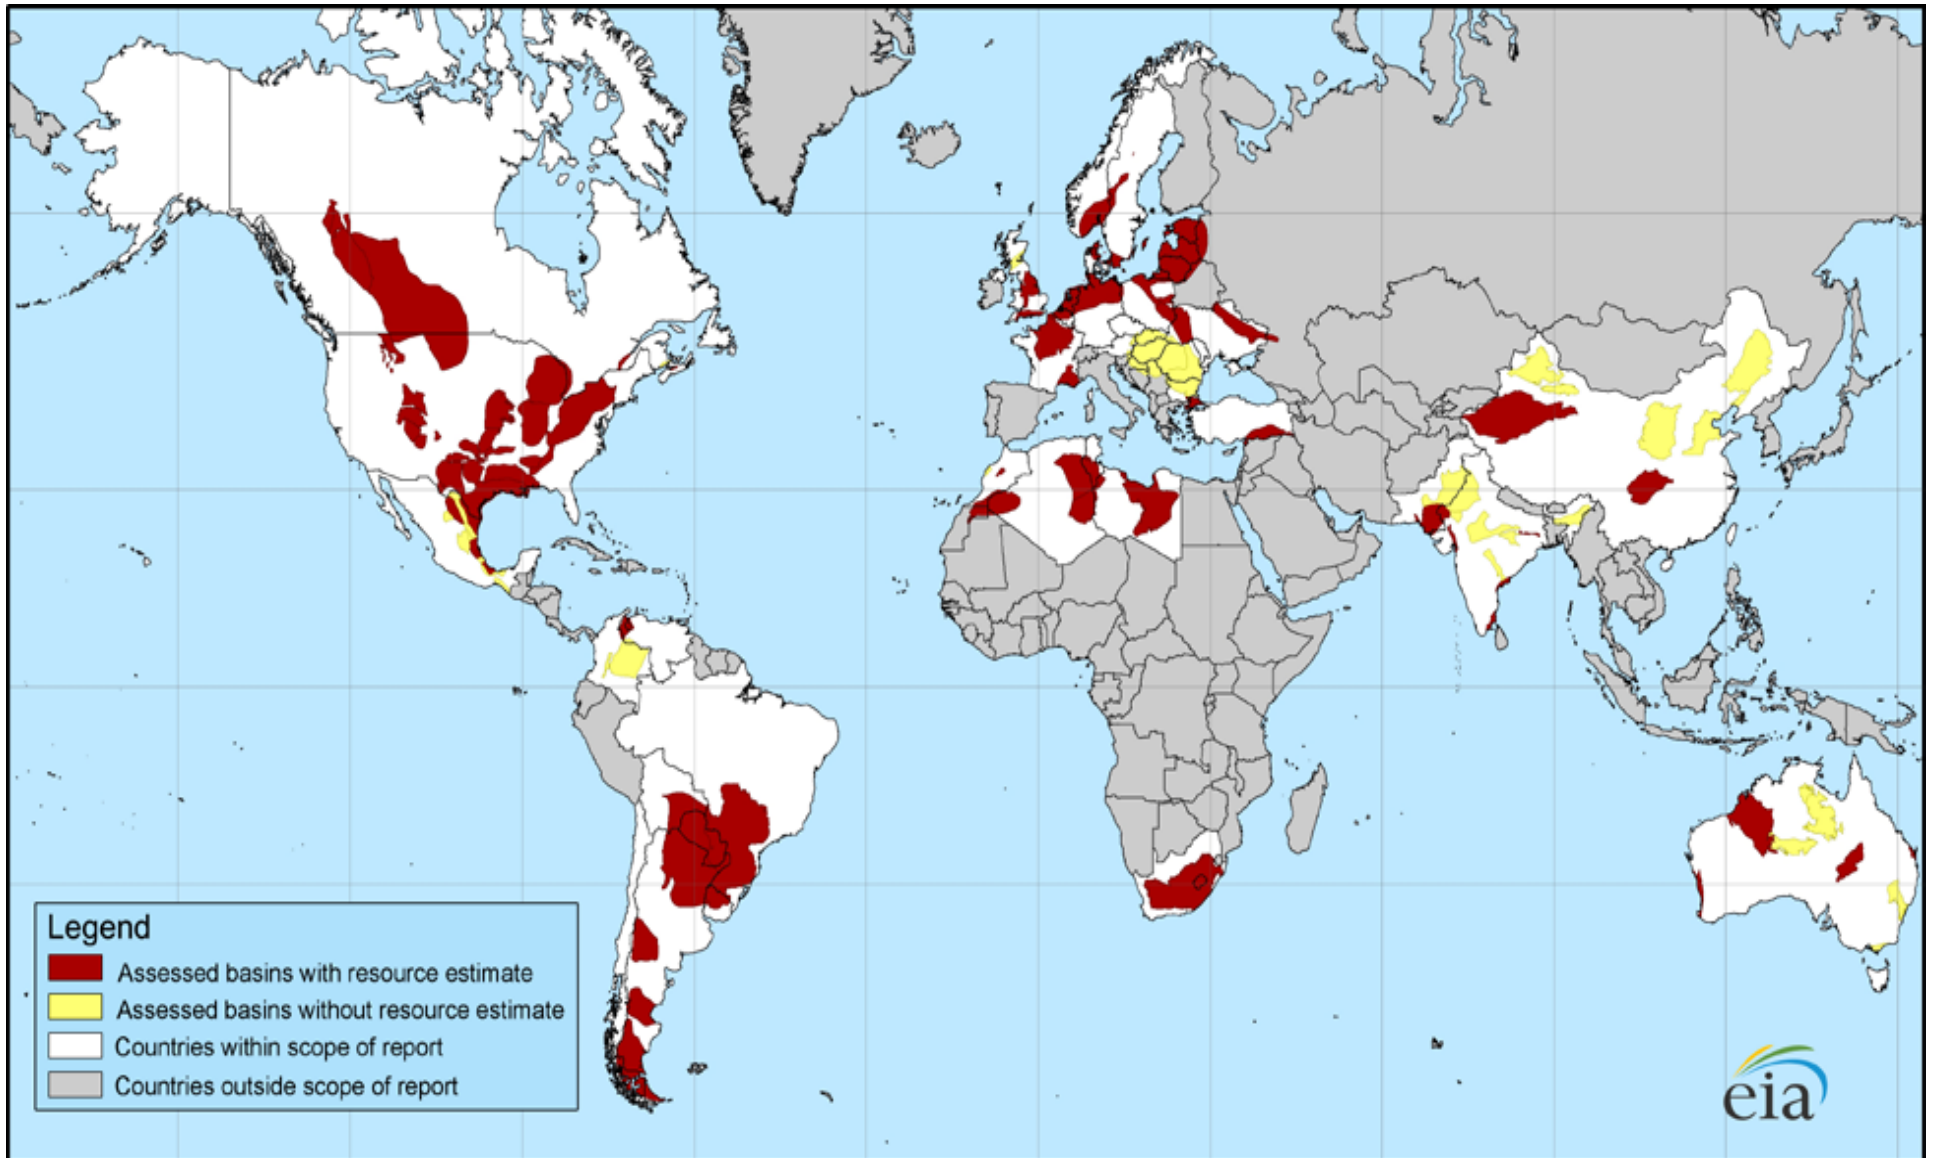 Legend
Assessed basins with resource estimate
Assessed basins without resource estimate
Countries within scope of report
Countries outside scope of report
eia